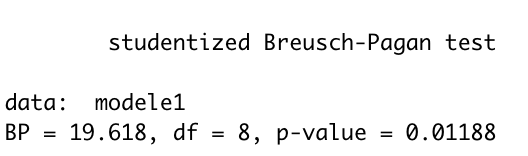 studentized Breusch-Pagan test
data:  modele1
BP = 19.618, df = 8, p-value = 0.01188